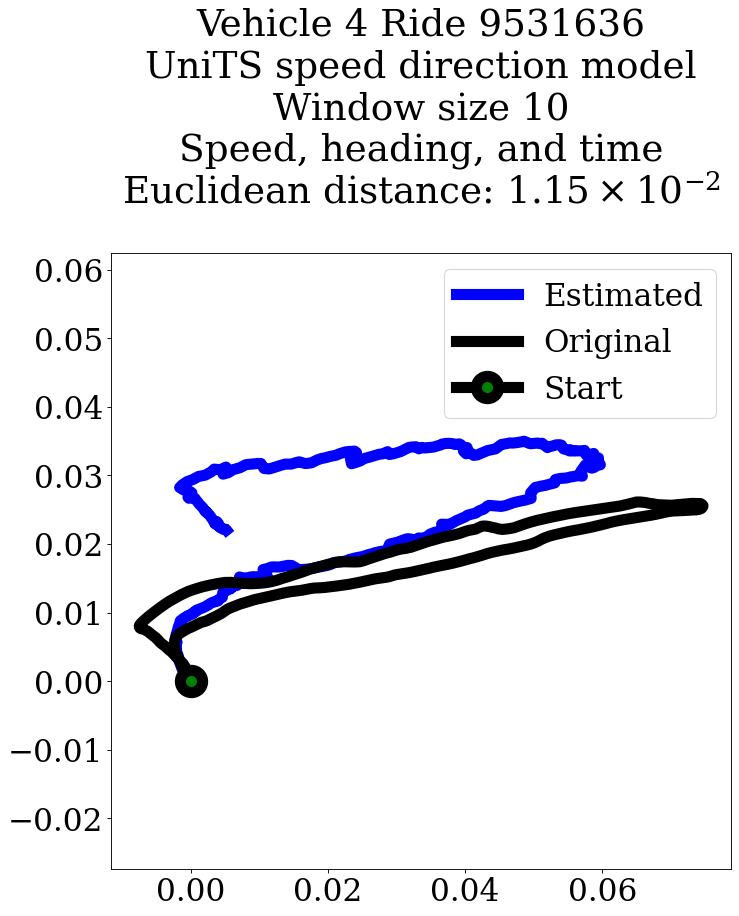 Vehicle 4 Ride 9531636
UniTS speed direction model
Window size 10
Speed, heading, and time
Euclidean distance: 1.15 × 10⁻²
Estimated
Original
Start
0.06
0.05
0.04
0.03
0.02
0.01
0.00
−0.01
−0.02
0.00 0.02 0.04 0.06